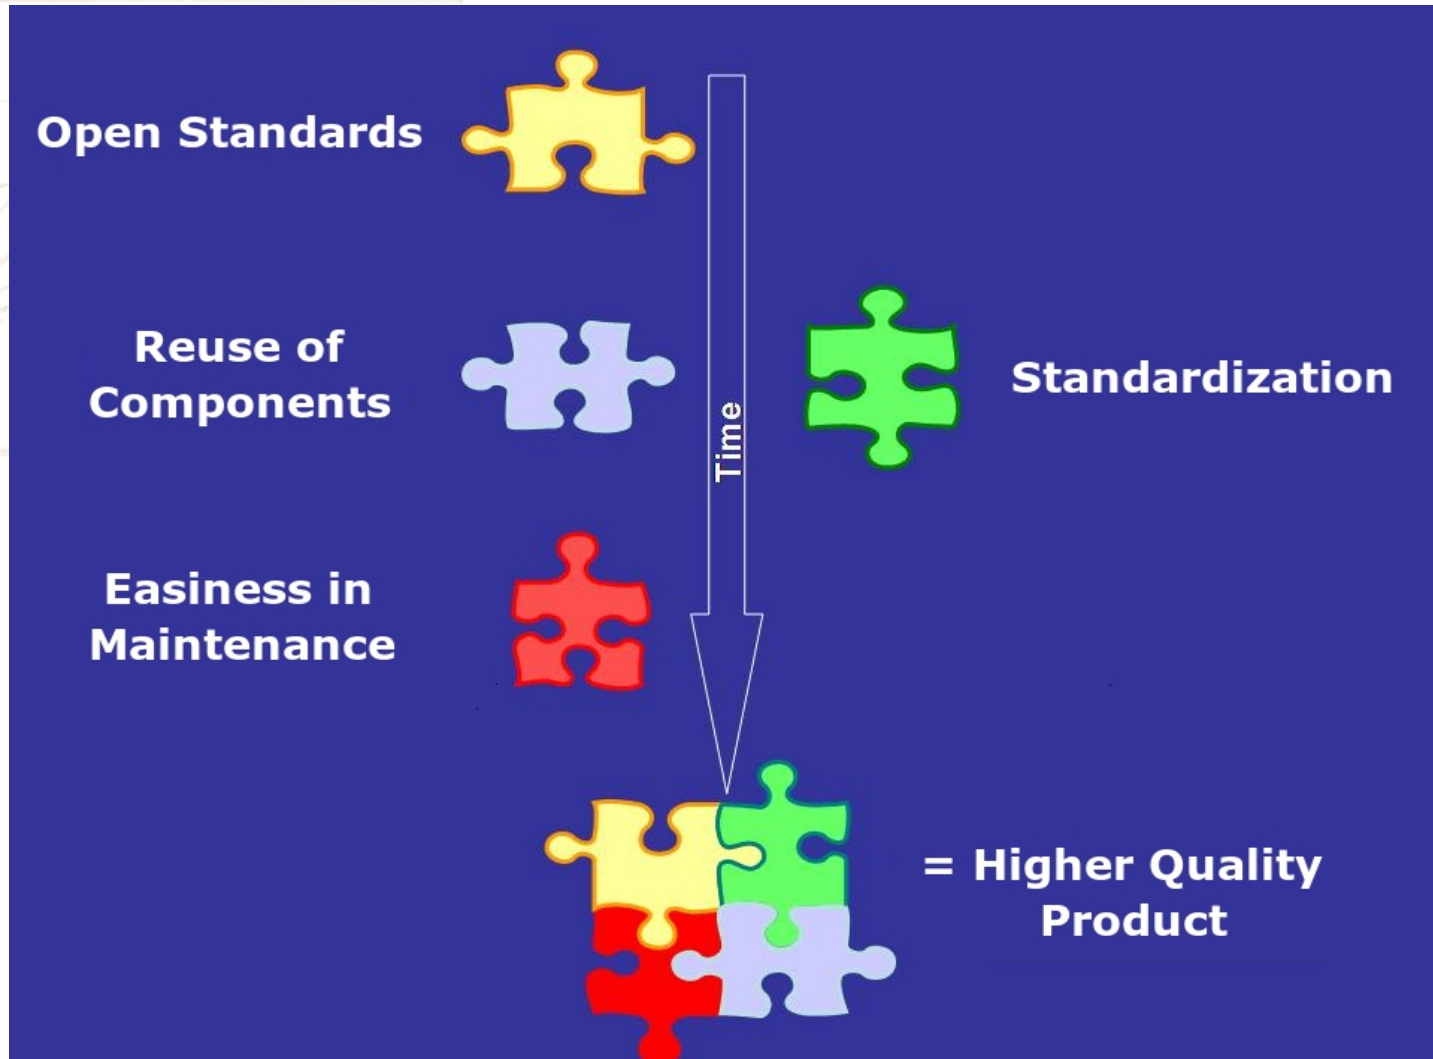 Open Standards
Reuse of
Components
Standardization
Time
Easiness in
Maintenance
= Higher Quality
Product